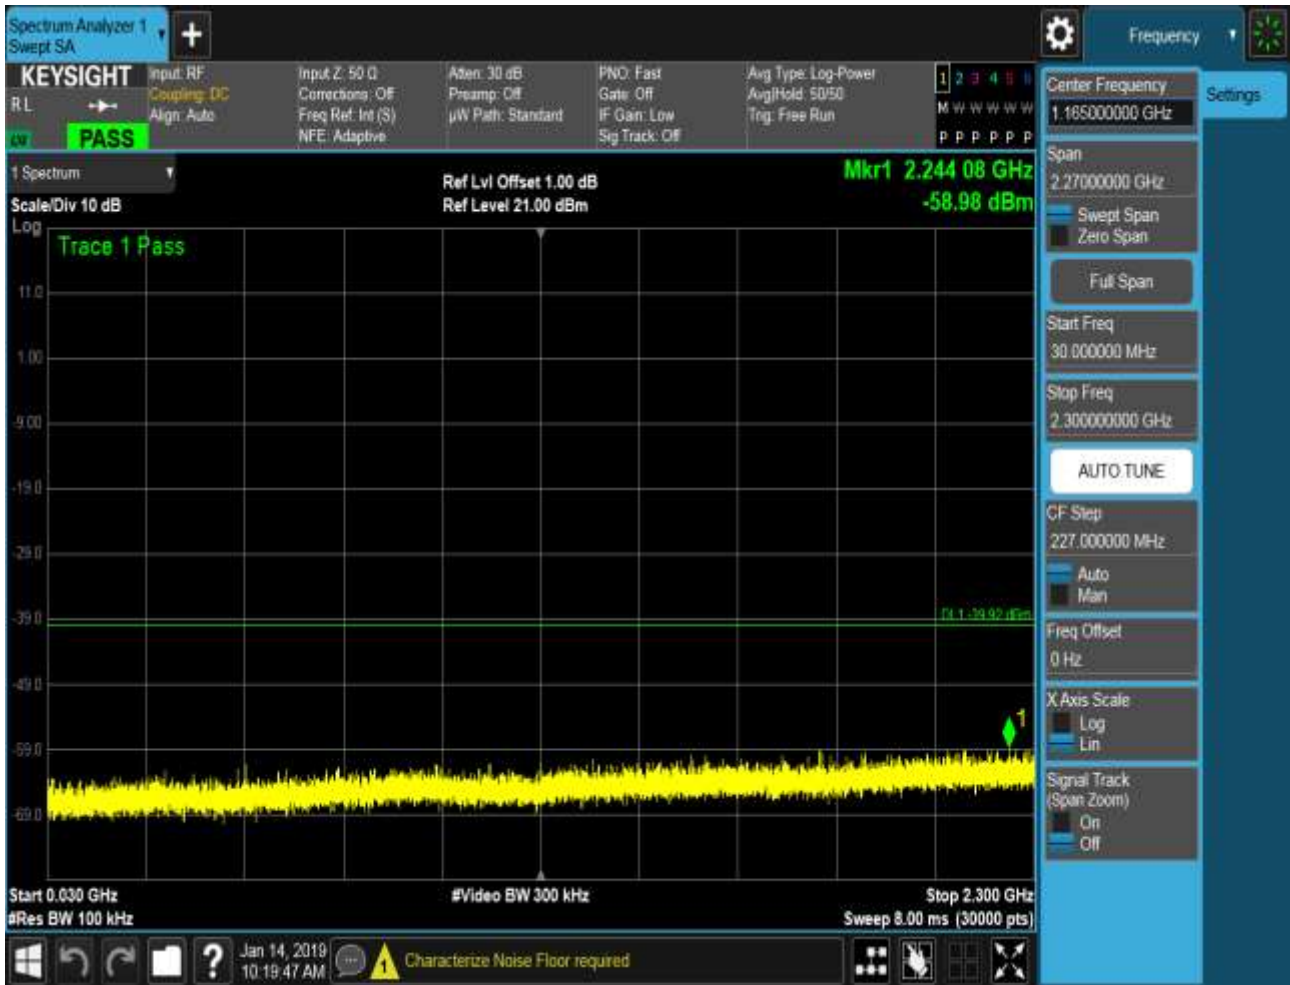 Spectrum Analyzer 1
Swept SA
+
Frequency
KEYSIGHT
RL
PASS
Input: RF
Coupling: DC
Align: Auto
Input Z: 50 Ω
Corrections: Off
Freq Ref: Int (S)
NFE: Adaptive
Atten: 30 dB
Preamp: Off
µW Path: Standard
PNO: Fast
Gate: Off
IF Gain: Low
Sig Track: Off
Avg Type: Log-Power
Avg|Hold: 50/50
Trig: Free Run
1 2 3 4 5 6
M W W W W W
P P P P P P
1 Spectrum
Scale/Div 10 dB
Ref Lvl Offset 1.00 dB
Ref Level 21.00 dBm
Mkr1 2.244 08 GHz
-58.98 dBm
Log
Trace 1 Pass
11.0
1.00
-9.00
-19.0
-29.0
-39.0
DL1 -39.92 dBm
-49.0
1
-59.0
-69.0
Start 0.030 GHz
#Video BW 300 kHz
Stop 2.300 GHz
#Res BW 100 kHz
Sweep 8.00 ms (30000 pts)
?
Jan 14, 2019
10:19:47 AM
1
Characterize Noise Floor required
Center Frequency
1.165000000 GHz
Settings
Span
2.27000000 GHz
Swept Span
Zero Span
Full Span
Start Freq
30.000000 MHz
Stop Freq
2.300000000 GHz
AUTO TUNE
CF Step
227.000000 MHz
Auto
Man
Freq Offset
0 Hz
X Axis Scale
Log
Lin
Signal Track
(Span Zoom)
On
Off